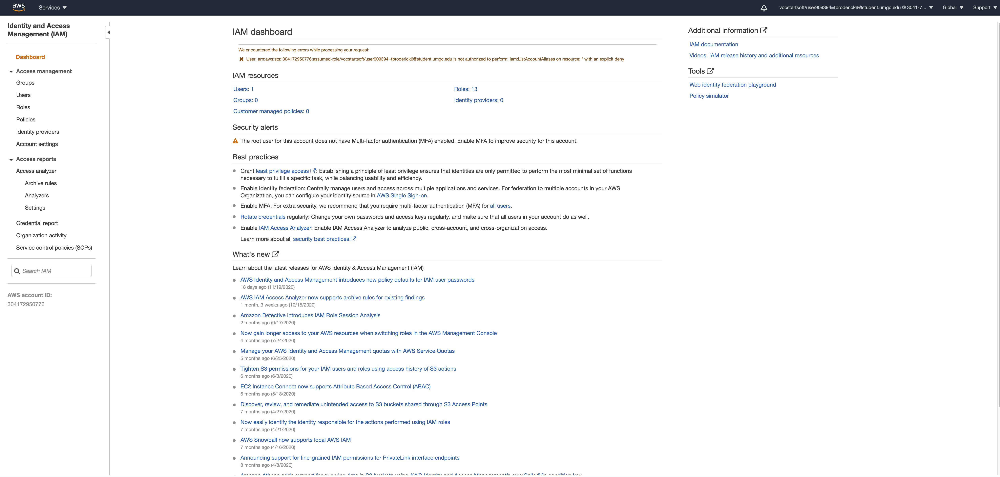 aws
Services
vocstartsoft/user909394=tbroderick6@student.umgc.edu @ 3041-7...
Global
Support
Identity and Access
Management (IAM)
Dashboard
Access management
Groups
Users
Roles
Policies
Identity providers
Account settings
Access reports
Access analyzer
Archive rules
Analyzers
Settings
Credential report
Organization activity
Service control policies (SCPs)
Search IAM
AWS account ID:
304172950776
IAM dashboard
We encountered the following errors while processing your request:
User: arn:aws:sts::304172950776:assumed-role/vocstartsoft/user909394=tbroderick6@student.umgc.edu is not authorized to perform: iam:ListAccountAliases on resource: * with an explicit deny
IAM resources
Users: 1
Roles: 13
Groups: 0
Identity providers: 0
Customer managed policies: 0
Security alerts
The root user for this account does not have Multi-factor authentication (MFA) enabled. Enable MFA to improve security for this account.
Best practices
Grant least privilege access : Establishing a principle of least privilege ensures that identities are only permitted to perform the most minimal set of functions
necessary to fulfill a specific task, while balancing usability and efficiency.
Enable Identity federation: Centrally manage users and access across multiple applications and services. For federation to multiple accounts in your AWS
Organization, you can configure your identity source in AWS Single Sign-on.
Enable MFA: For extra security, we recommend that you require multi-factor authentication (MFA) for all users.
Rotate credentials regularly: Change your own passwords and access keys regularly, and make sure that all users in your account do as well.
Enable IAM Access Analyzer: Enable IAM Access Analyzer to analyze public, cross-account, and cross-organization access.
Learn more about all security best practices.
What's new
Learn about the latest releases for AWS Identity & Access Management (IAM)
AWS Identity and Access Management introduces new policy defaults for IAM user passwords
18 days ago (11/19/2020)
AWS IAM Access Analyzer now supports archive rules for existing findings
1 month, 3 weeks ago (10/15/2020)
Amazon Detective introduces IAM Role Session Analysis
2 months ago (9/17/2020)
Now gain longer access to your AWS resources when switching roles in the AWS Management Console
4 months ago (7/24/2020)
Manage your AWS Identity and Access Management quotas with AWS Service Quotas
5 months ago (6/25/2020)
Tighten S3 permissions for your IAM users and roles using access history of S3 actions
6 months ago (6/3/2020)
EC2 Instance Connect now supports Attribute Based Access Control (ABAC)
6 months ago (5/18/2020)
Discover, review, and remediate unintended access to S3 buckets shared through S3 Access Points
7 months ago (4/27/2020)
Now easily identify the identity responsible for the actions performed using IAM roles
7 months ago (4/21/2020)
AWS Snowball now supports local AWS IAM
7 months ago (4/16/2020)
Announcing support for fine-grained IAM permissions for PrivateLink interface endpoints
8 months ago (4/8/2020)
Amazon Athena adds support for querying data in S3 buckets using AWS Identity and Access Management's aws:CalledVia condition key
Additional information
IAM documentation
Videos, IAM release history and additional resources
Tools
Web identity federation playground
Policy simulator